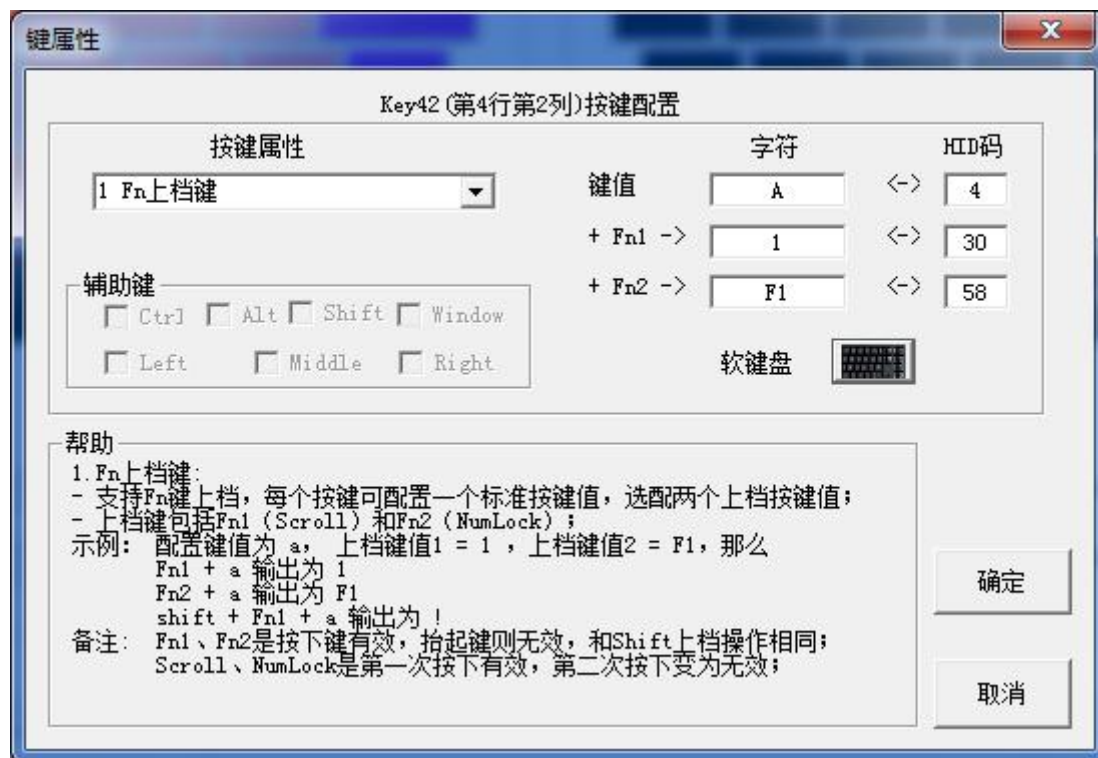 键属性
Key42(第4行第2列)按键配置
按键属性 字符 HID码
1 Fn上档键 键值 A <-> 4
+ Fn1 -> 1 <-> 30
辅助键 + Fn2 -> F1 <-> 58
Ctrl Alt Shift Window
Left Middle Right 软键盘
帮助
1.Fn上档键:
- 支持Fn键上档，每个按键可配置一个标准按键值，选配两个上档按键值；
- 上档键包括Fn1（Scroll）和Fn2（NumLock）；
示例： 配置键值为 a， 上档键值1 = 1 ，上档键值2 = F1，那么
Fn1 + a 输出为 1
Fn2 + a 输出为 F1
shift + Fn1 + a 输出为 !
备注： Fn1、Fn2是按下键有效，抬起键则无效，和Shift上档操作相同；
Scroll、NumLock是第一次按下有效，第二次按下变为无效；
确定
取消